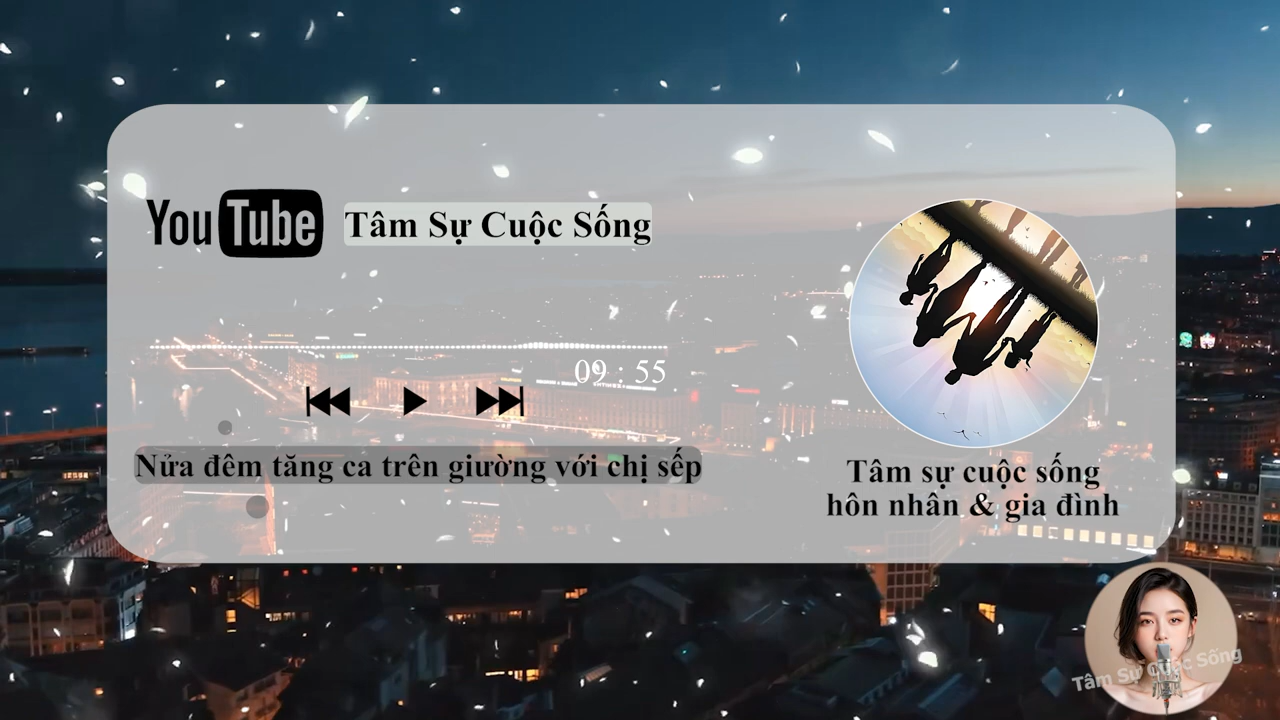 YouTube
Tâm Sự Cuộc Sống
09 : 55
Nửa đêm tăng ca trên giường với chị sếp
Tâm sự cuộc sống
hôn nhân & gia đình
Tâm Sự Cuộc Sống